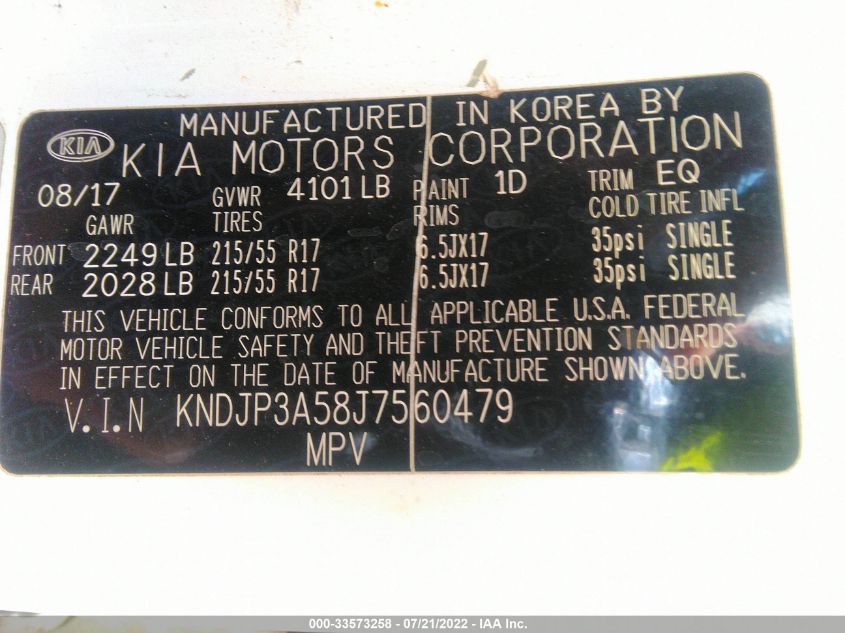 MANUFACTURED IN KOREA BY
KIA KIA MOTORS CORPORATION
08/17 GVWR 4101 LB PAINT 1D TRIM EQ
GAWR TIRES RIMS COLD TIRE INFL
FRONT 2249 LB 215/55 R17 6.5JX17 35psi SINGLE
REAR 2028 LB 215/55 R17 6.5JX17 35psi SINGLE
THIS VEHICLE CONFORMS TO ALL APPLICABLE U.S.A. FEDERAL
MOTOR VEHICLE SAFETY AND THEFT PREVENTION STANDARDS
IN EFFECT ON THE DATE OF MANUFACTURE SHOWN ABOVE.
V.I.N KNDJP3A58J7560479
MPV
000-33573258 - 07/21/2022 - IAA Inc.